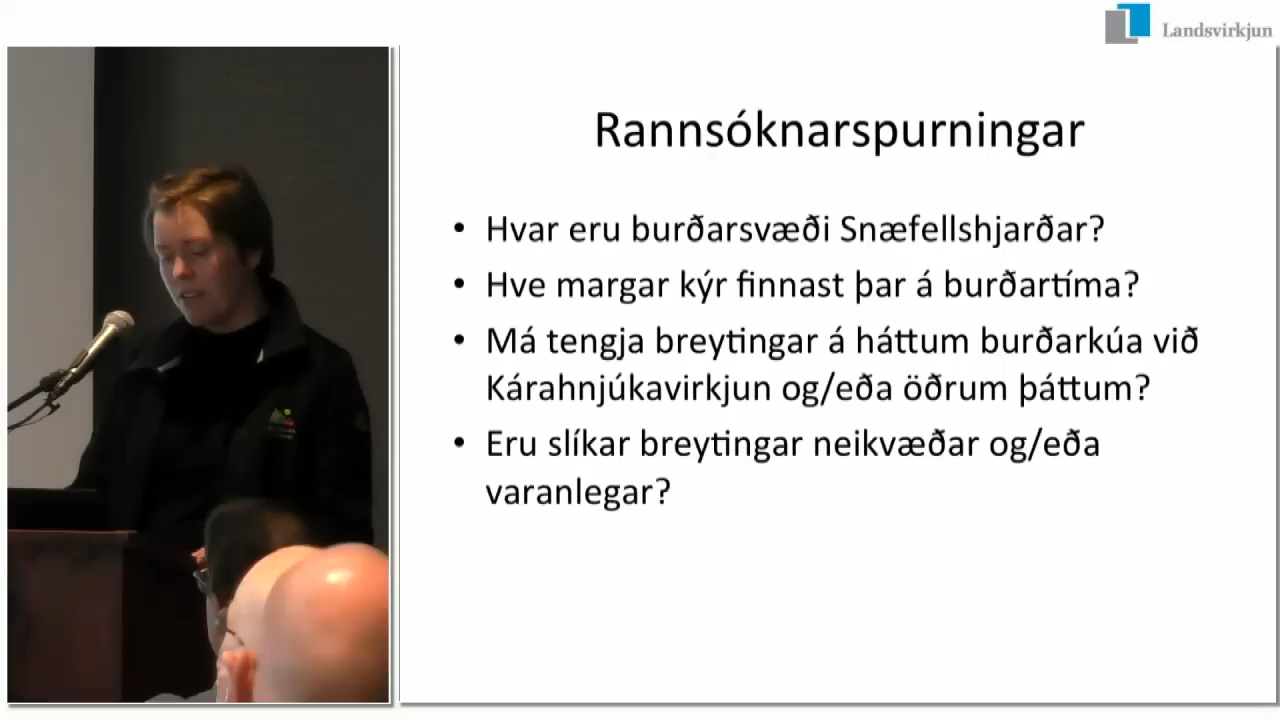 Landsvirkjun
Rannsóknarspurningar
• Hvar eru burðarsvæði Snæfellshjarðar?
• Hve margar kýr finnast þar á burðartíma?
• Má tengja breytingar á háttum burðarkúa við
Kárahnjúkavirkjun og/eða öðrum þáttum?
• Eru slíkar breytingar neikvæðar og/eða
varanlegar?